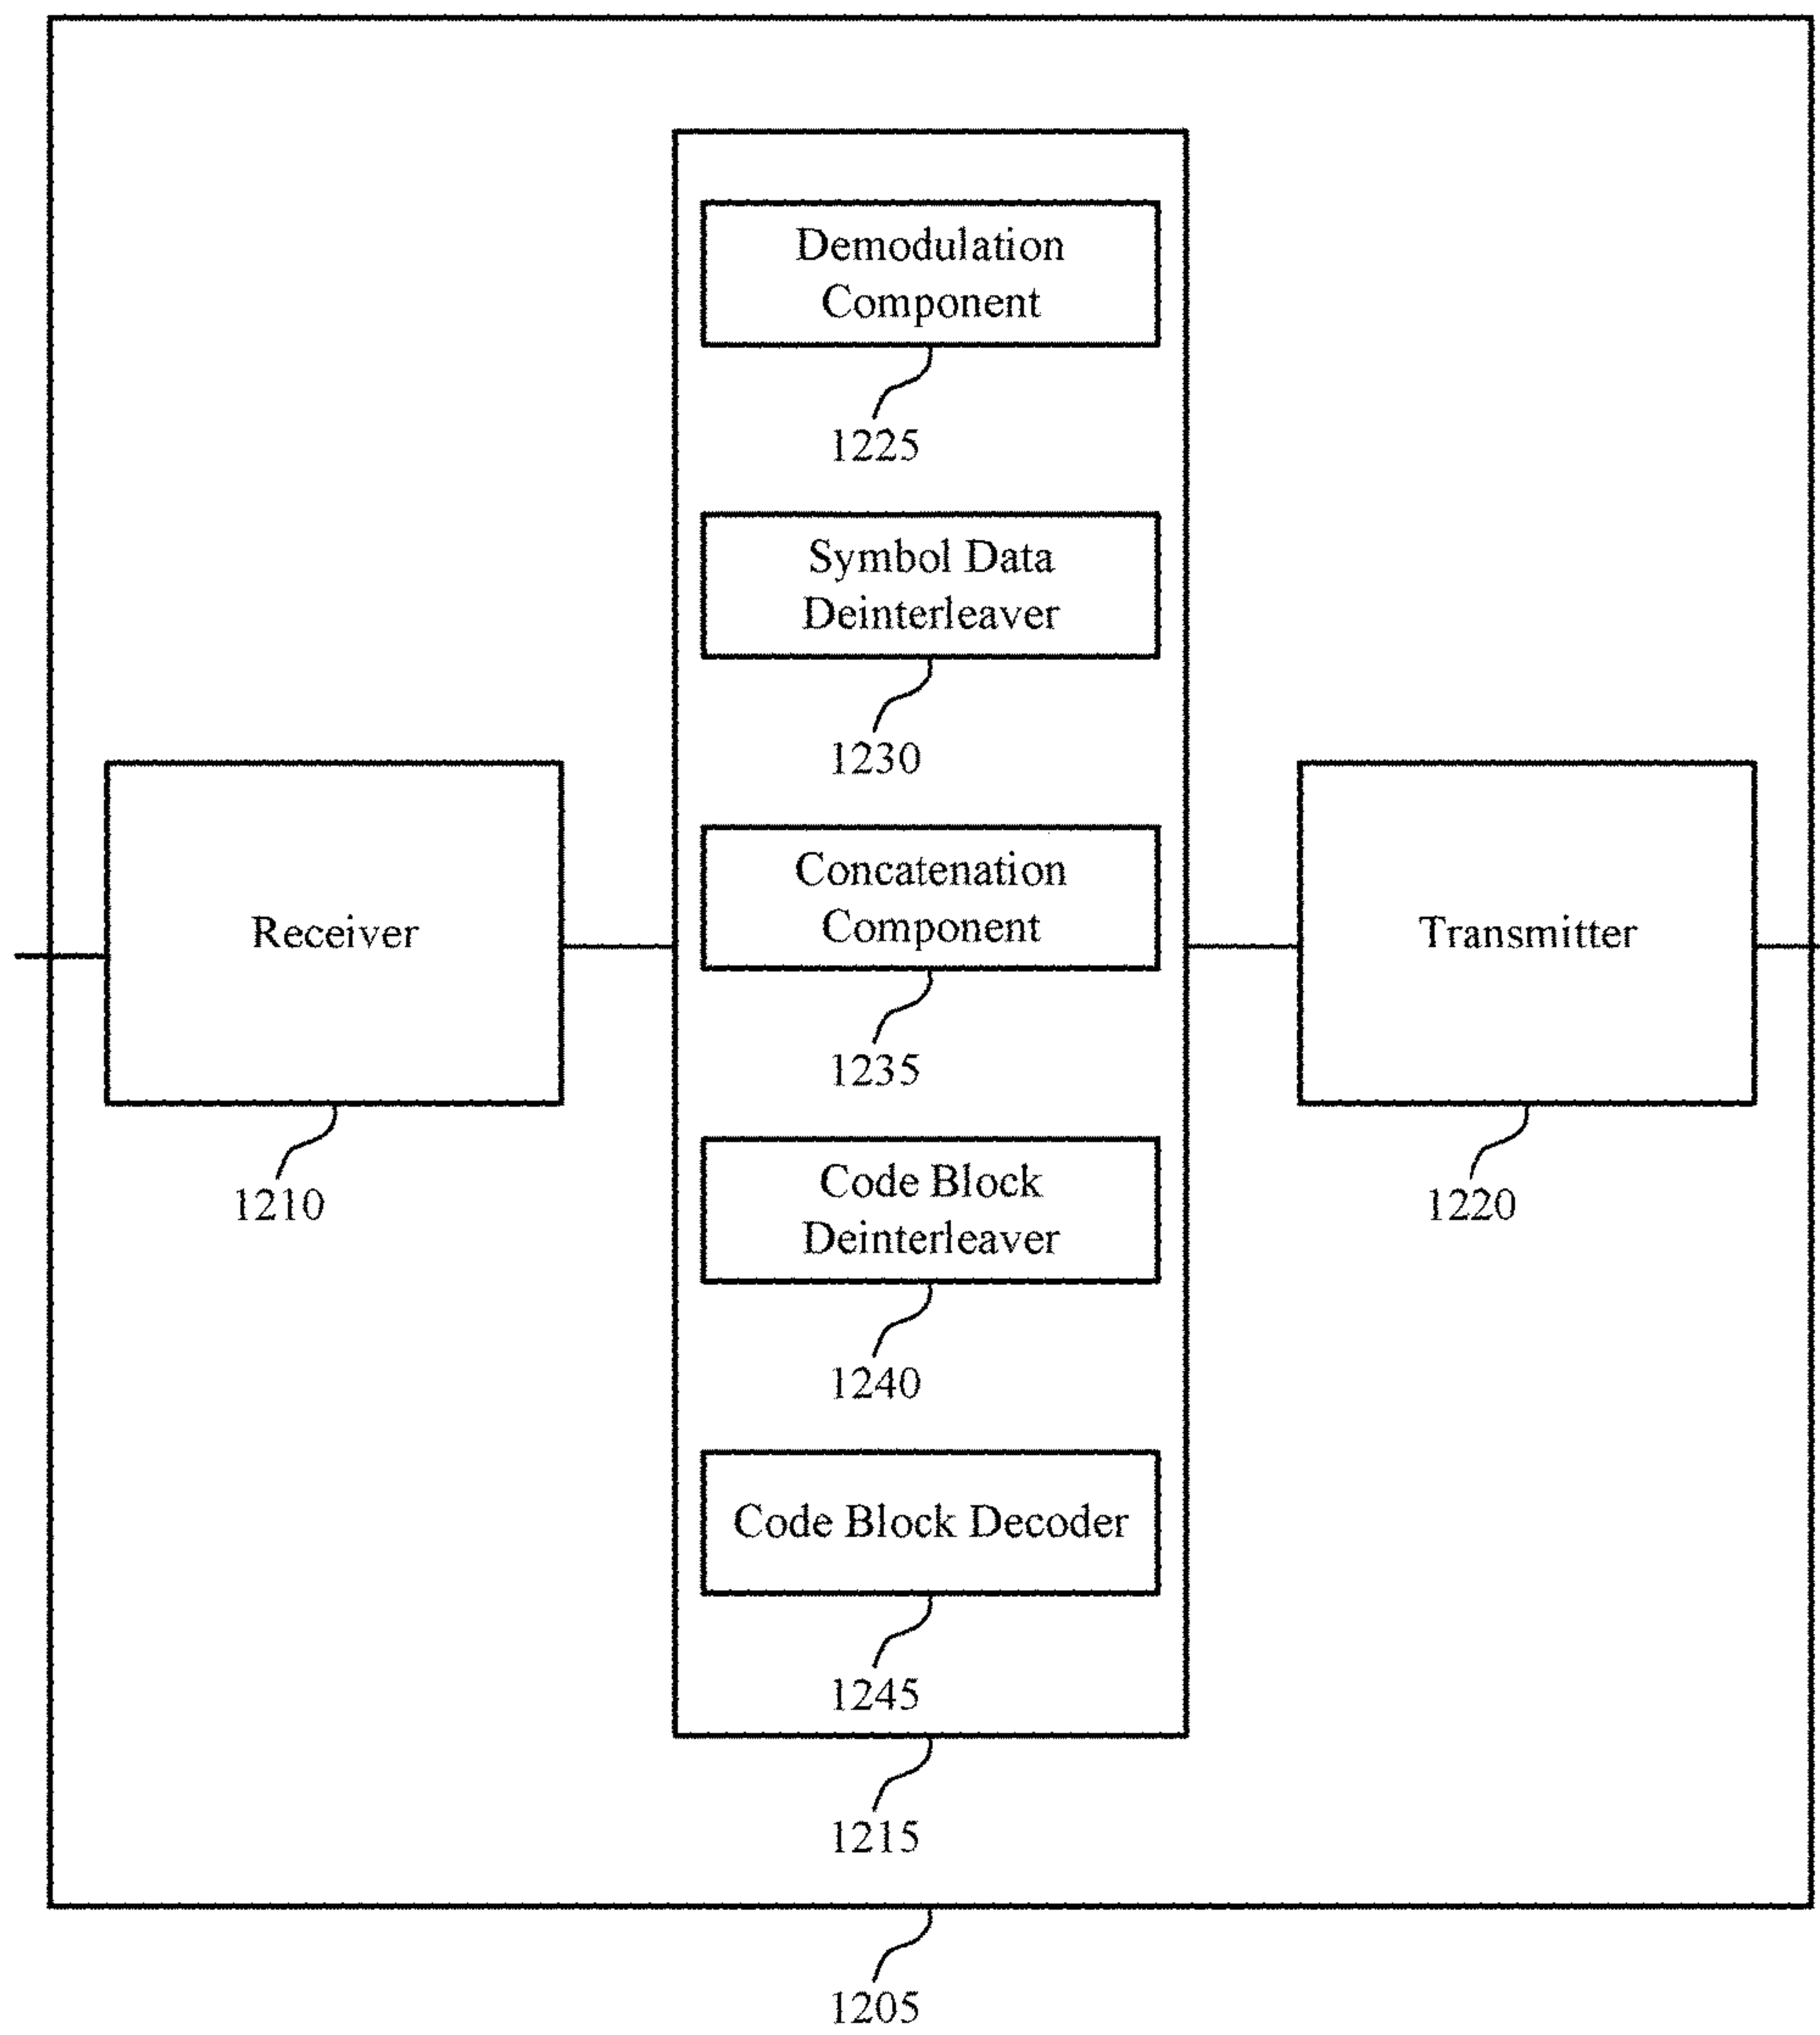 Demodulation
Component
1225
Symbol Data
Deinterleaver
1230
Receiver
1210
Concatenation
Component
1235
Transmitter
1220
Code Block
Deinterleaver
1240
Code Block Decoder
1245
1215
1205